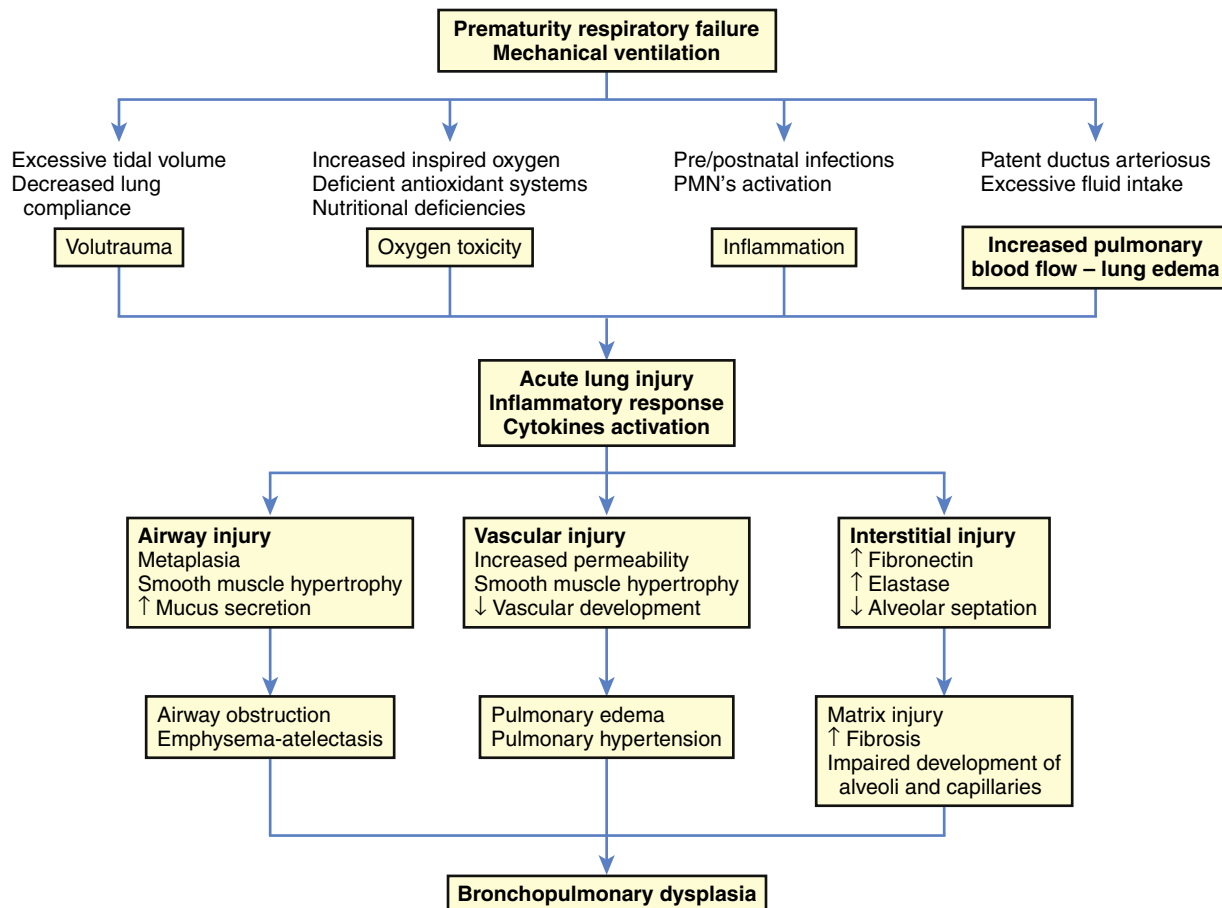 Prematurity respiratory failure
Mechanical ventilation
Excessive tidal volume
Decreased lung
compliance
Volutrauma
Increased inspired oxygen
Deficient antioxidant systems
Nutritional deficiencies
Oxygen toxicity
Pre/postnatal infections
PMN's activation
Inflammation
Patent ductus arteriosus
Excessive fluid intake
Increased pulmonary
blood flow – lung edema
Acute lung injury
Inflammatory response
Cytokines activation
Airway injury
Metaplasia
Smooth muscle hypertrophy
↑ Mucus secretion
Vascular injury
Increased permeability
Smooth muscle hypertrophy
↓ Vascular development
Interstitial injury
↑ Fibronectin
↑ Elastase
↓ Alveolar septation
Airway obstruction
Emphysema-atelectasis
Pulmonary edema
Pulmonary hypertension
Matrix injury
↑ Fibrosis
Impaired development of
alveoli and capillaries
Bronchopulmonary dysplasia